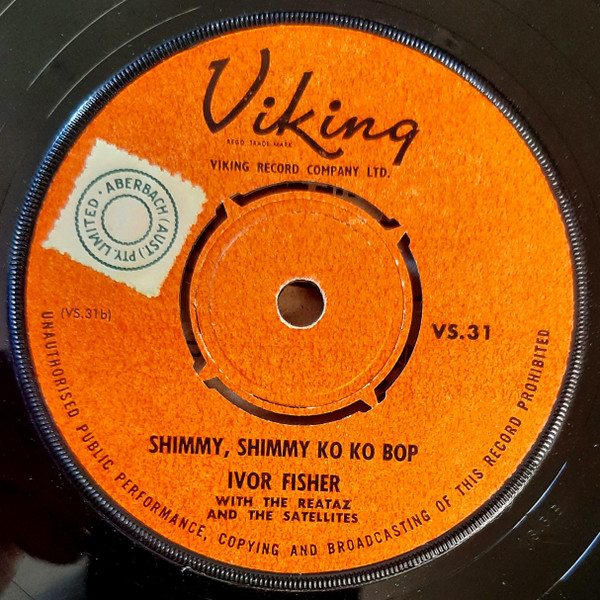 Viking
REGD. TRADE MARK
VIKING RECORD COMPANY LTD.
ABERBACH (AUST.) PTY. LIMITED.
(VS.31b)
VS.31
SHIMMY, SHIMMY KO KO BOP
IVOR FISHER
WITH THE REATAZ
AND THE SATELLITES
UNAUTHORISED PUBLIC PERFORMANCE, COPYING AND BROADCASTING OF THIS RECORD PROHIBITED